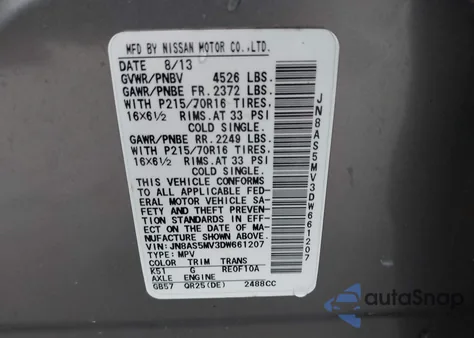 MFD BY NISSAN MOTOR CO., LTD.
DATE 8/13
GVWR/PNBV 4526 LBS.
GAWR/PNBE FR. 2372 LBS.
WITH P215/70R16 TIRES,
16×6½ RIMS. AT 33 PSI
COLD SINGLE.
GAWR/PNBE RR. 2249 LBS.
WITH P215/70R16 TIRES,
16×6½ RIMS. AT 33 PSI
COLD SINGLE.
THIS VEHICLE CONFORMS
TO ALL APPLICABLE FED-
ERAL MOTOR VEHICLE SA-
FETY AND THEFT PREVEN-
TION STANDARDS IN EFF-
ECT ON THE DATE OF MA-
NUFACTURE SHOWN ABOVE.
VIN:JN8AS5MV3DW661207
TYPE: MPV
COLOR TRIM TRANS
K51 G RE0F10A
AXLE ENGINE
GB57 QR25(DE) 2488CC
JN8AS5MV3DW661207
autoSnap